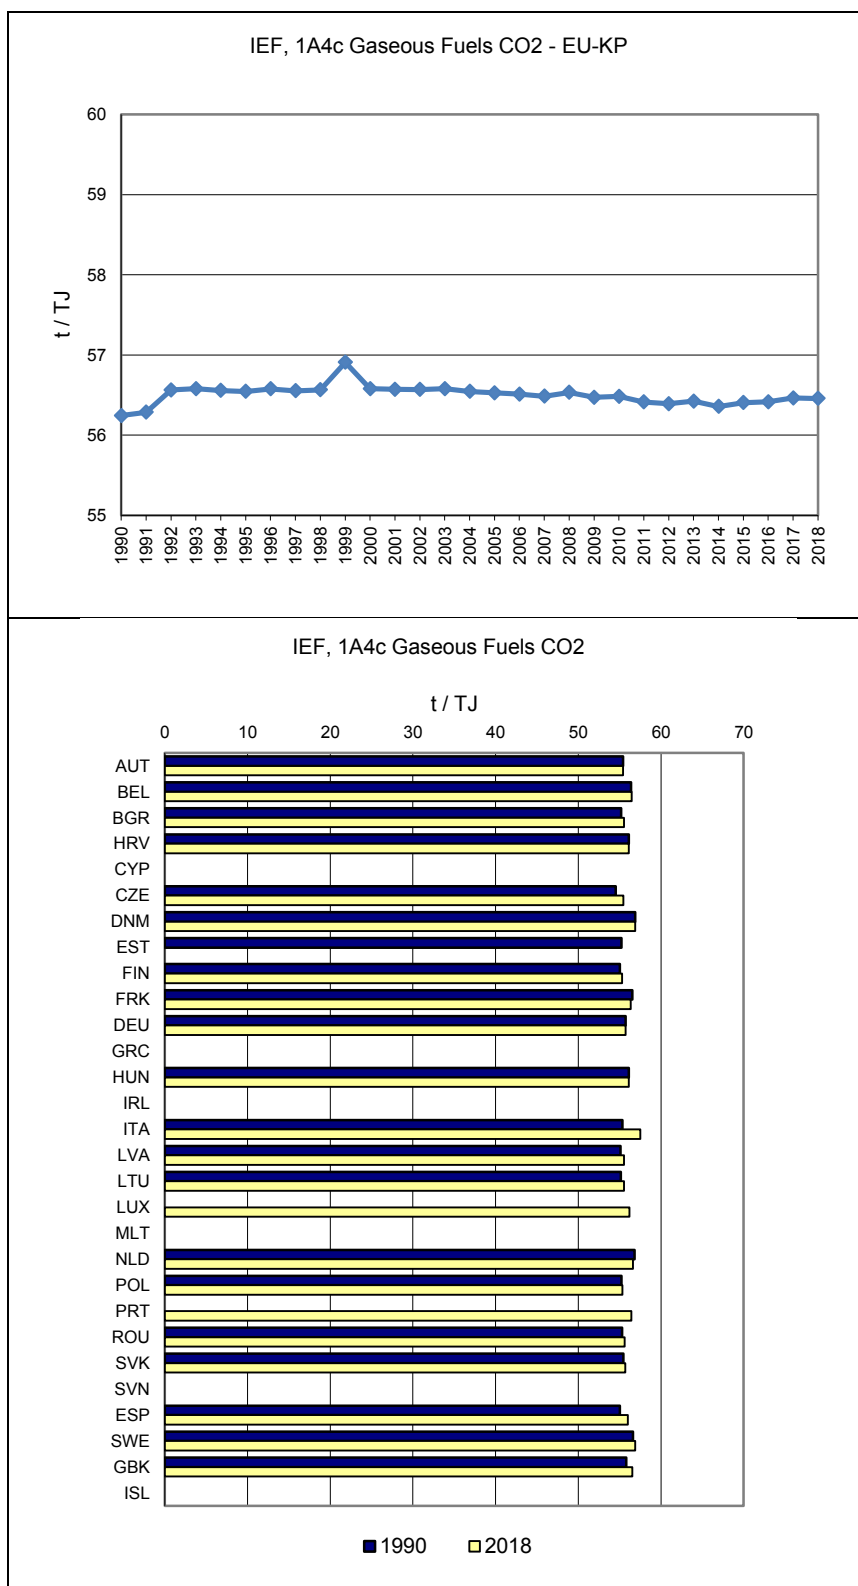 IEF, 1A4c Gaseous Fuels CO2 - EU-KP
60
59
58
57
56
55
t / TJ
1990 1991 1992 1993 1994 1995 1996 1997 1998 1999 2000 2001 2002 2003 2004 2005 2006 2007 2008 2009 2010 2011 2012 2013 2014 2015 2016 2017 2018
IEF, 1A4c Gaseous Fuels CO2
t / TJ
0 10 20 30 40 50 60 70
AUT
BEL
BGR
HRV
CYP
CZE
DNM
EST
FIN
FRK
DEU
GRC
HUN
IRL
ITA
LVA
LTU
LUX
MLT
NLD
POL
PRT
ROU
SVK
SVN
ESP
SWE
GBK
ISL
1990 2018